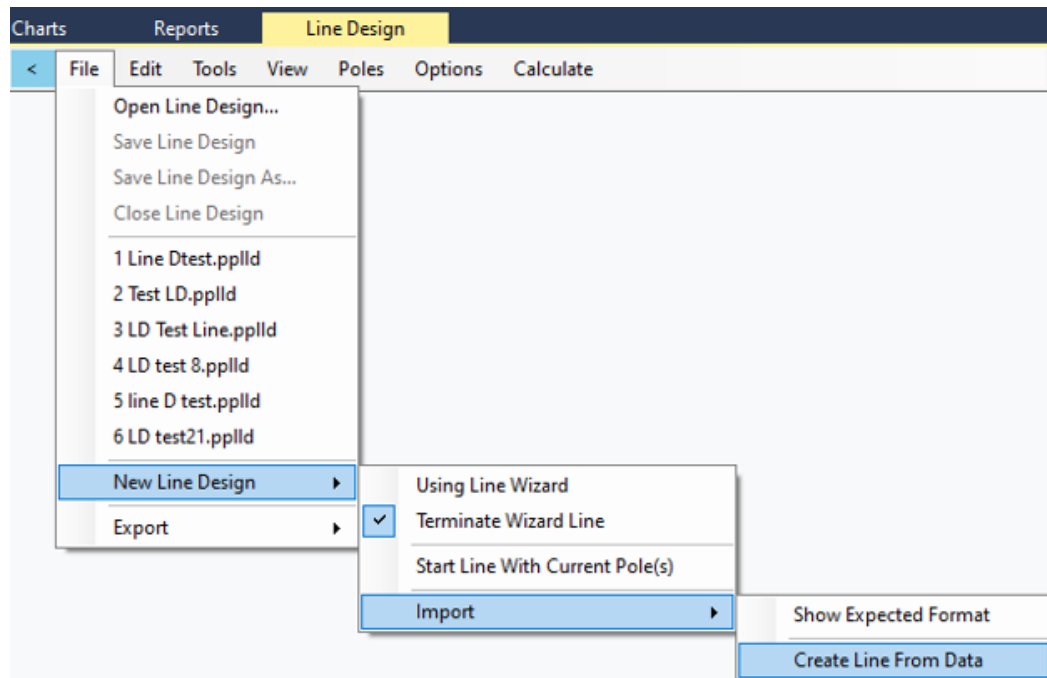 Charts Reports Line Design
< File Edit Tools View Poles Options Calculate
Open Line Design...
Save Line Design
Save Line Design As...
Close Line Design
1 Line Dtest.pplld
2 Test LD.pplld
3 LD Test Line.pplld
4 LD test 8.pplld
5 line D test.pplld
6 LD test21.pplld
New Line Design
Export
Using Line Wizard
Terminate Wizard Line
Start Line With Current Pole(s)
Import
Show Expected Format
Create Line From Data